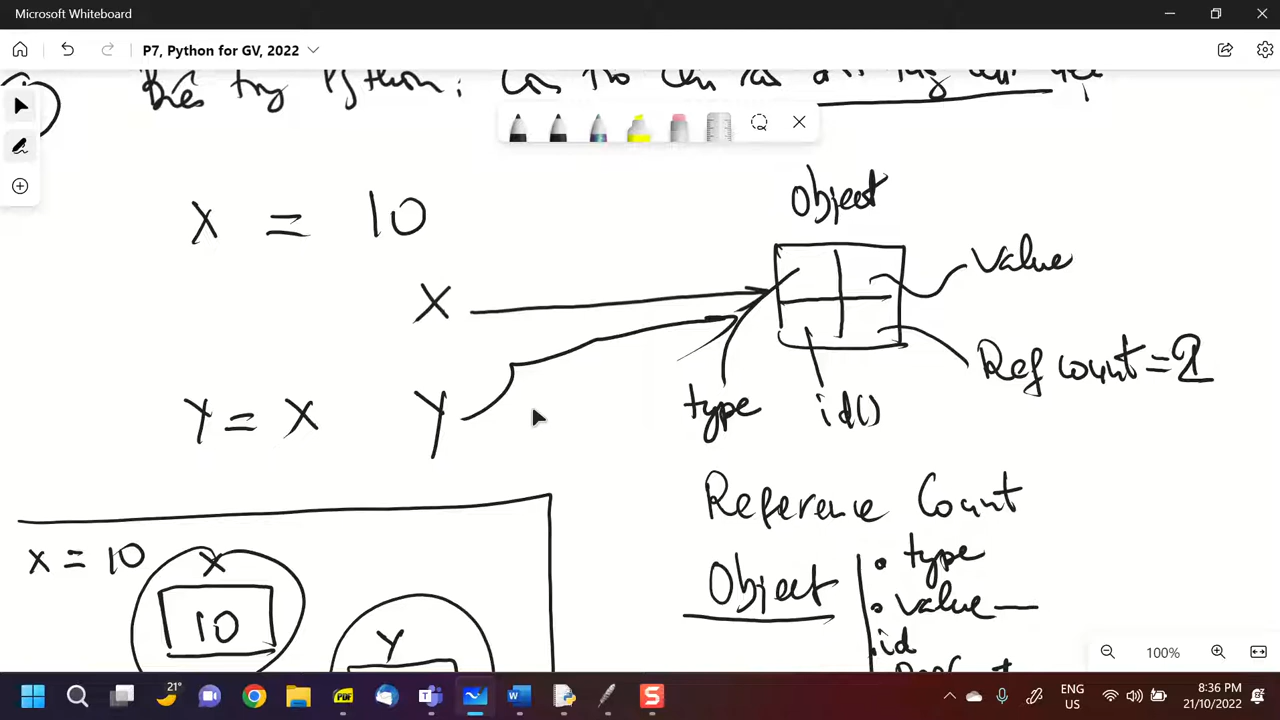 Microsoft Whiteboard
P7, Python for GV, 2022
Python:
Object
X = 10
Value
X
Ref count = 2
Y = X
Y
type
id()
Reference Count
x = 10
X
10
Y
Object
• type
• value —
.id
100%
21°
ENG
US
8:36 PM
21/10/2022